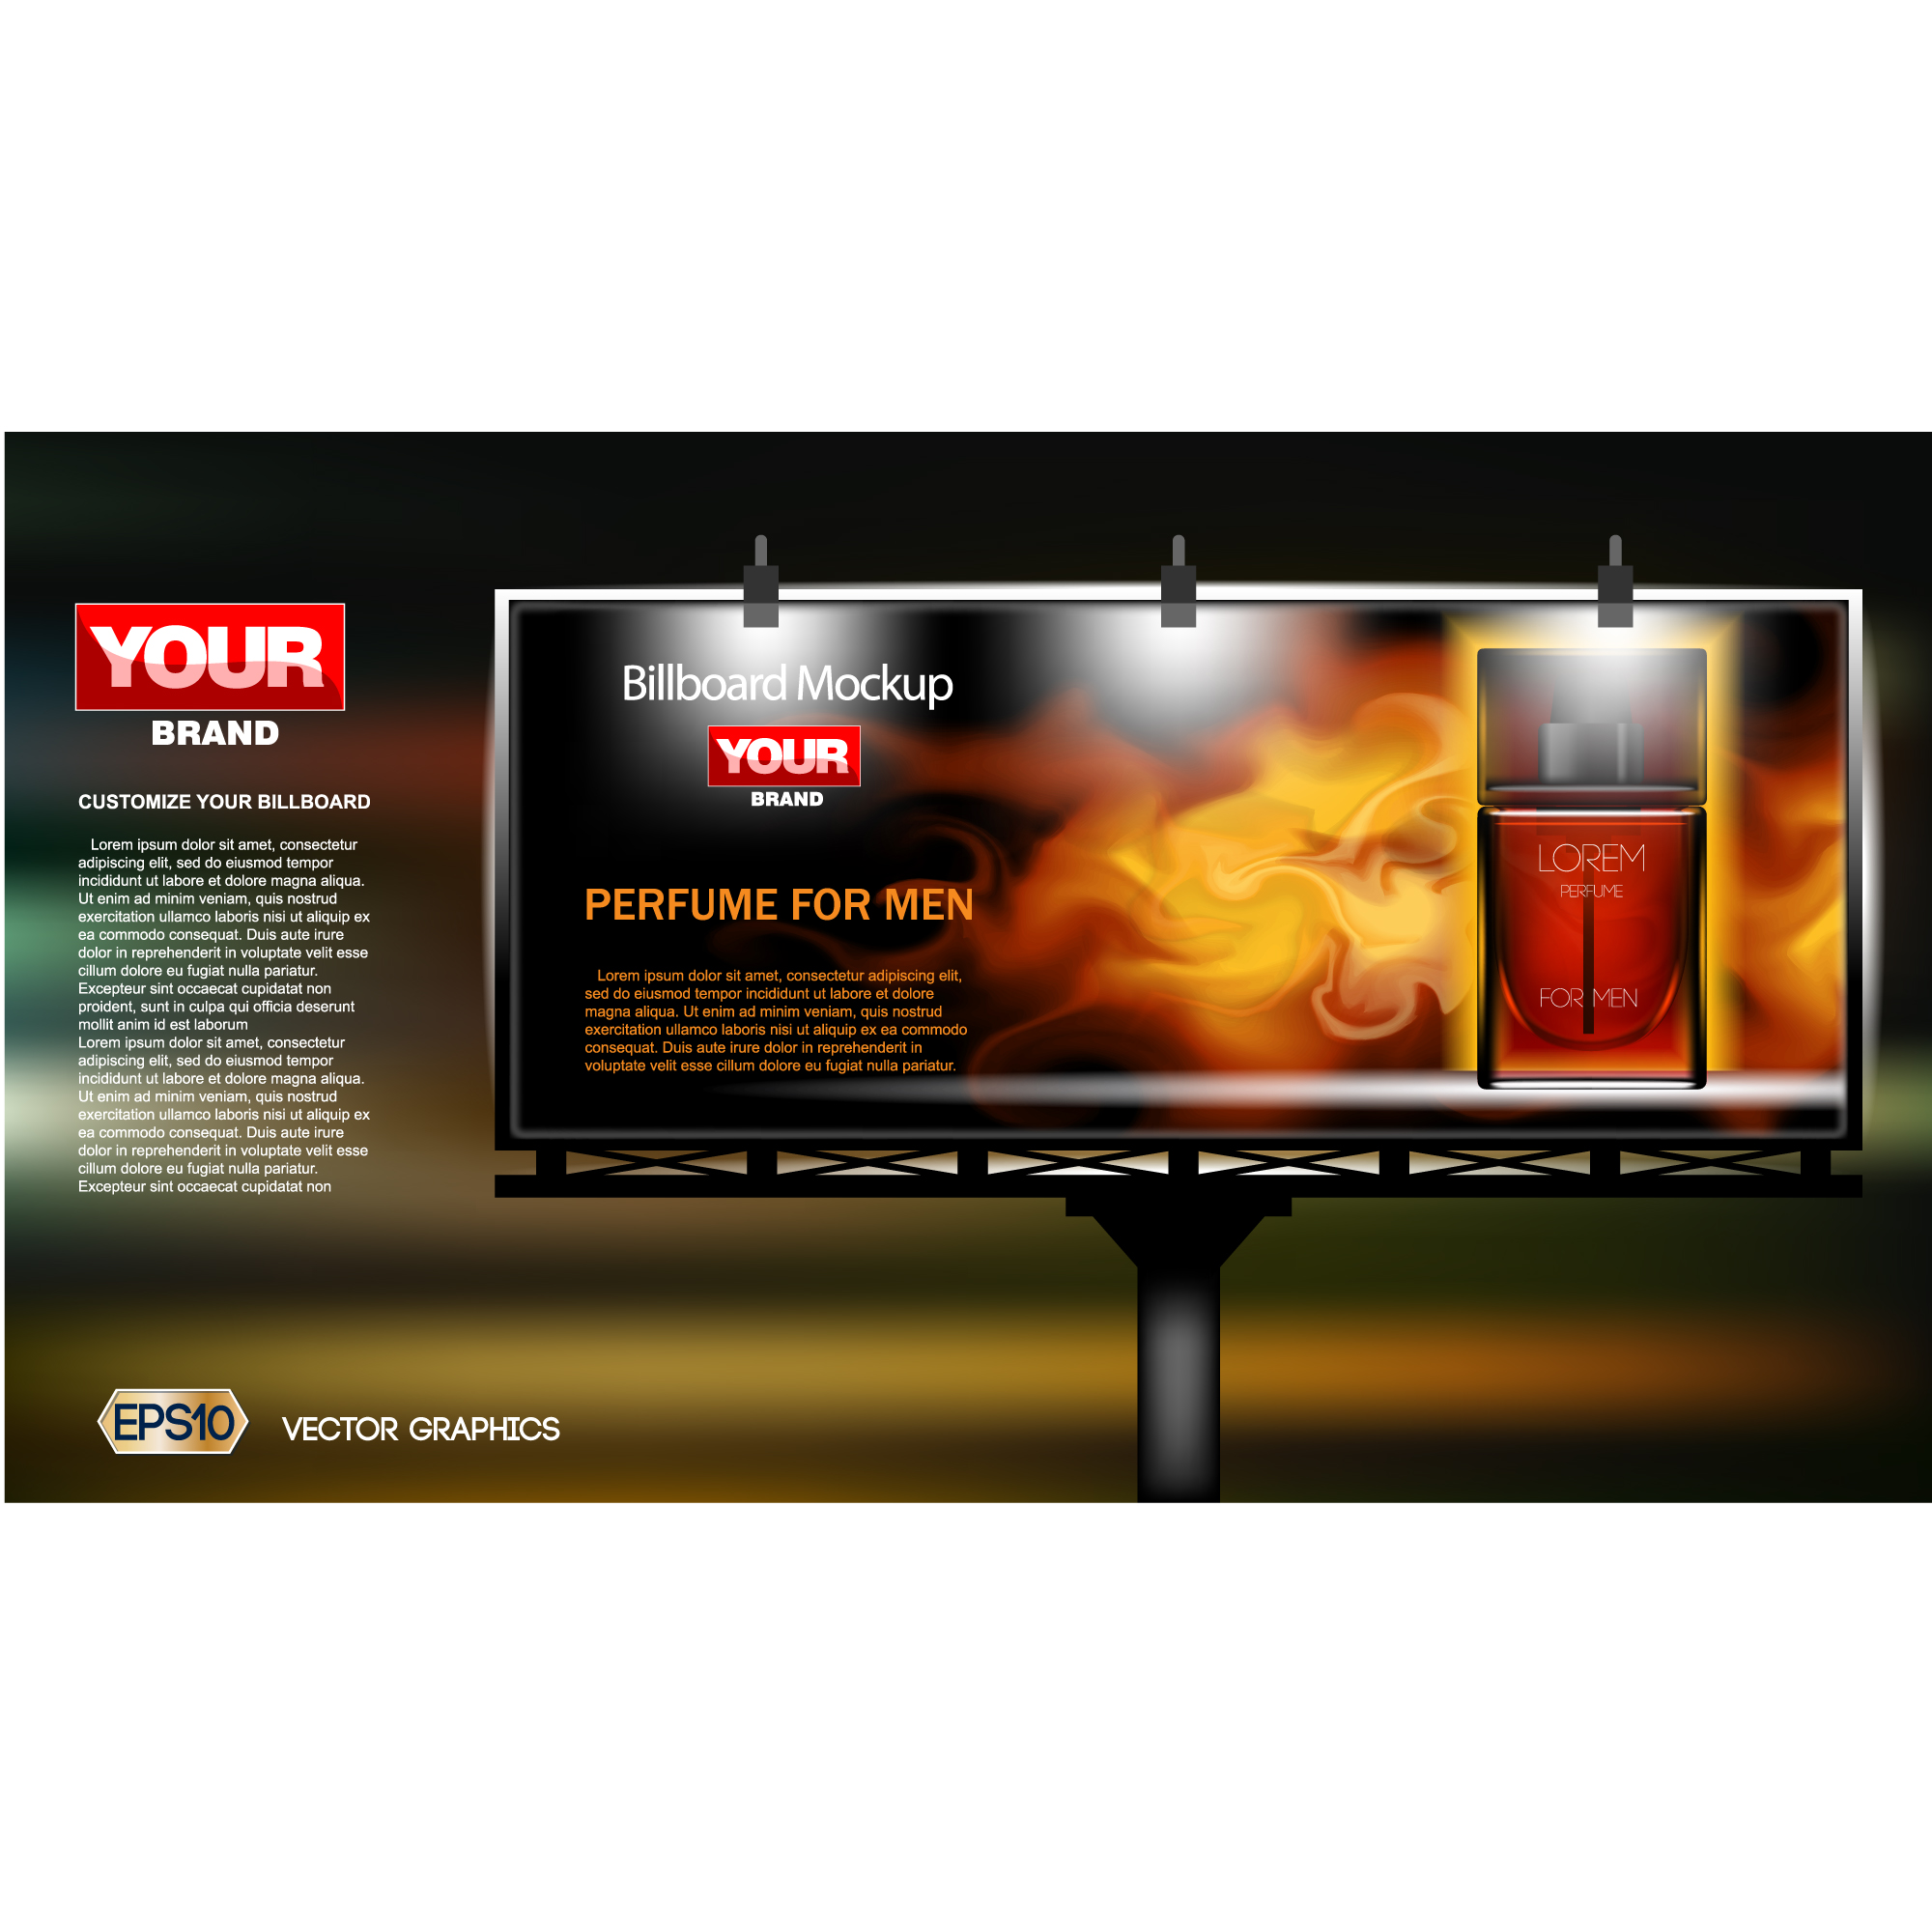 YOUR
BRAND
CUSTOMIZE YOUR BILLBOARD
Lorem ipsum dolor sit amet, consectetur
adipiscing elit, sed do eiusmod tempor
incididunt ut labore et dolore magna aliqua.
Ut enim ad minim veniam, quis nostrud
exercitation ullamco laboris nisi ut aliquip ex
ea commodo consequat. Duis aute irure
dolor in reprehenderit in voluptate velit esse
cillum dolore eu fugiat nulla pariatur.
Excepteur sint occaecat cupidatat non
proident, sunt in culpa qui officia deserunt
mollit anim id est laborum
Lorem ipsum dolor sit amet, consectetur
adipiscing elit, sed do eiusmod tempor
incididunt ut labore et dolore magna aliqua.
Ut enim ad minim veniam, quis nostrud
exercitation ullamco laboris nisi ut aliquip ex
ea commodo consequat. Duis aute irure
dolor in reprehenderit in voluptate velit esse
cillum dolore eu fugiat nulla pariatur.
Excepteur sint occaecat cupidatat non
EPS10
VECTOR GRAPHICS
Billboard Mockup
YOUR
BRAND
PERFUME FOR MEN
Lorem ipsum dolor sit amet, consectetur adipiscing elit,
sed do eiusmod tempor incididunt ut labore et dolore
magna aliqua. Ut enim ad minim veniam, quis nostrud
exercitation ullamco laboris nisi ut aliquip ex ea commodo
consequat. Duis aute irure dolor in reprehenderit in
voluptate velit esse cillum dolore eu fugiat nulla pariatur.
LOREM
PERFUME
FOR MEN